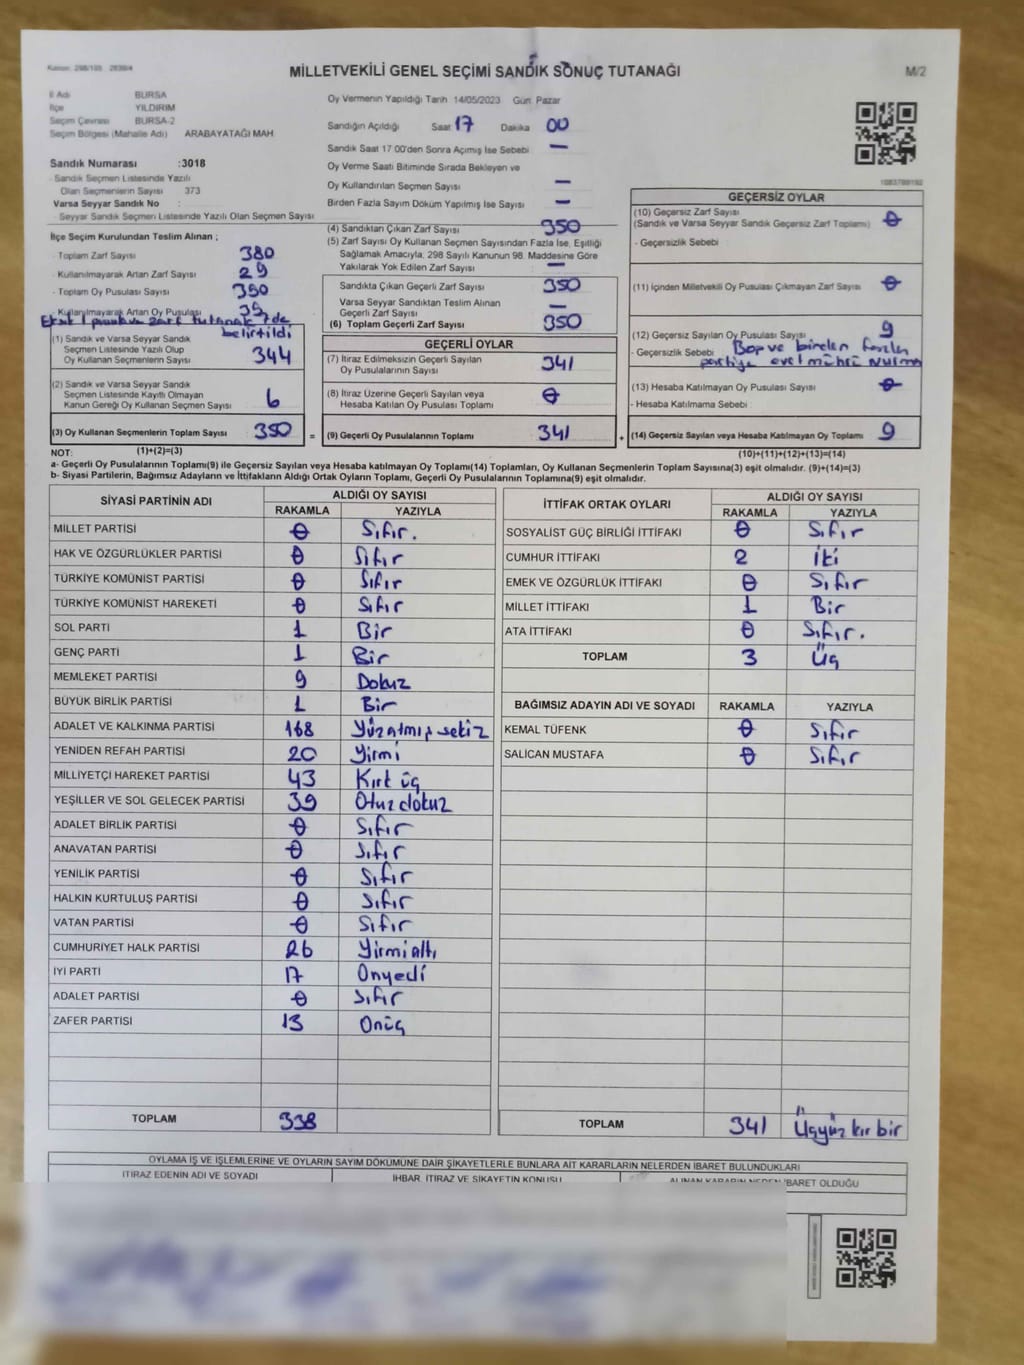 Kanun: 298/105 - 2839/4
MİLLETVEKİLİ GENEL SEÇİMİ SANDIK SONUÇ TUTANAĞI
M/2
İl Adı BURSA
İlçe YILDIRIM
Seçim Çevresi BURSA-2
Seçim Bölgesi (Mahalle Adı) ARABAYATAĞI MAH.
Sandık Numarası :3018
- Sandık Seçmen Listesinde Yazılı
Olan Seçmenlerin Sayısı 373
Varsa Seyyar Sandık No :
- Seyyar Sandık Seçmen Listesinde Yazılı Olan Seçmen Sayısı
Oy Vermenin Yapıldığı Tarih 14/05/2023 Gün: Pazar
Sandığın Açıldığı Saat 17 Dakika 00
Sandık Saat 17.00'den Sonra Açımış İse Sebebi —
Oy Verme Saati Bitiminde Sırada Bekleyen ve
Oy Kullandırılan Seçmen Sayısı —
Birden Fazla Sayım Döküm Yapılmış İse Sayısı —
İlçe Seçim Kurulundan Teslim Alınan ;
- Toplam Zarf Sayısı 380
- Kullanılmayarak Artan Zarf Sayısı 29
- Toplam Oy Pusulası Sayısı
- Kullanılmayarak Artan Oy Pusulası
Eksik 1 pusula ve zarf tutanak 7 de
belirtildi
(1) Sandık ve Varsa Seyyar Sandık
Seçmen Listesinde Yazılı Olup
Oy Kullanan Seçmenlerin Sayısı 344
(2) Sandık ve Varsa Seyyar Sandık
Seçmen Listesinde Kayıtlı Olmayan
Kanun Gereği Oy Kullanan Seçmen Sayısı 6
(3) Oy Kullanan Seçmenlerin Toplam Sayısı 350
(4) Sandıktan Çıkan Zarf Sayısı 350
(5) Zarf Sayısı Oy Kullanan Seçmen Sayısından Fazla İse, Eşitliği
Sağlamak Amacıyla, 298 Sayılı Kanunun 98. Maddesine Göre
Yakılarak Yok Edilen Zarf Sayısı —
Sandıkta Çıkan Geçerli Zarf Sayısı 350
Varsa Seyyar Sandıktan Teslim Alınan
Geçerli Zarf Sayısı —
(6) Toplam Geçerli Zarf Sayısı 350
GEÇERLİ OYLAR
(7) İtiraz Edilmeksizin Geçerli Sayılan
Oy Pusulalarının Sayısı 341
(8) İtiraz Üzerine Geçerli Sayılan veya
Hesaba Katılan Oy Pusulası Toplamı 0
= (9) Geçerli Oy Pusulalarının Toplamı 341 +
GEÇERSİZ OYLAR
(10) Geçersiz Zarf Sayısı
(Sandık ve Varsa Seyyar Sandık Geçersiz Zarf Toplamı) 0
- Geçersizlik Sebebi :
(11) İçinden Milletvekili Oy Pusulası Çıkmayan Zarf Sayısı 0
(12) Geçersiz Sayılan Oy Pusulası Sayısı 9
- Geçersizlik Sebebi Boş ve birden fazla
partiye evet mührü
(13) Hesaba Katılmayan Oy Pusulası Sayısı 0
- Hesaba Katılmama Sebebi :
(14) Geçersiz Sayılan veya Hesaba Katılmayan Oy Toplamı 9
NOT: (1)+(2)=(3) (10)+(11)+(12)+(13)=(14)
a- Geçerli Oy Pusulalarının Toplamı(9) ile Geçersiz Sayılan veya Hesaba katılmayan Oy Toplamı(14) Toplamları, Oy Kullanan Seçmenlerin Toplam Sayısına(3) eşit olmalıdır. (9)+(14)=(3)
b- Siyasi Partilerin, Bağımsız Adayların ve İttifakların Aldığı Ortak Oyların Toplamı, Geçerli Oy Pusulalarının Toplamına(9) eşit olmalıdır.
SİYASİ PARTİNİN ADI ALDIĞI OY SAYISI
RAKAMLA YAZIYLA
MİLLET PARTİSİ 0 Sıfır.
HAK VE ÖZGÜRLÜKLER PARTİSİ 0 Sıfır
TÜRKİYE KOMÜNİST PARTİSİ 0 Sıfır
TÜRKİYE KOMÜNİST HAREKETİ 0 Sıfır
SOL PARTİ 1 Bir
GENÇ PARTİ 1 Bir
MEMLEKET PARTİSİ 9 Dokuz
BÜYÜK BİRLİK PARTİSİ 1 Bir
ADALET VE KALKINMA PARTİSİ 168 Yüzatmış sekiz
YENİDEN REFAH PARTİSİ 20 Yirmi
MİLLİYETÇİ HAREKET PARTİSİ 43 Kırk üç
YEŞİLLER VE SOL GELECEK PARTİSİ 39 Otuzdokuz
ADALET BİRLİK PARTİSİ 0 Sıfır
ANAVATAN PARTİSİ 0 Sıfır
YENİLİK PARTİSİ 0 Sıfır
HALKIN KURTULUŞ PARTİSİ 0 Sıfır
VATAN PARTİSİ 0 Sıfır
CUMHURİYET HALK PARTİSİ 26 Yirmialtı
İYİ PARTİ 17 Onyedi
ADALET PARTİSİ 0 Sıfır
ZAFER PARTİSİ 13 Onüç
TOPLAM 338
İTTİFAK ORTAK OYLARI ALDIĞI OY SAYISI
RAKAMLA YAZIYLA
SOSYALİST GÜÇ BİRLİĞİ İTTİFAKI 0 Sıfır
CUMHUR İTTİFAKI 2 İki
EMEK VE ÖZGÜRLÜK İTTİFAKI 0 Sıfır
MİLLET İTTİFAKI 1 Bir
ATA İTTİFAKI 0 Sıfır.
TOPLAM 3 Üç
BAĞIMSIZ ADAYIN ADI VE SOYADI RAKAMLA YAZIYLA
KEMAL TÜFENK 0 Sıfır
SALİCAN MUSTAFA 0 Sıfır
TOPLAM 341 Üçyüz kır bir
OYLAMA İŞ VE İŞLEMLERİNE VE OYLARIN SAYIM DÖKÜMÜNE DAİR ŞİKAYETLERLE BUNLARA AİT KARARLARIN NELERDEN İBARET BULUNDUKLARI
İTİRAZ EDENİN ADI VE SOYADI İHBAR, İTİRAZ VE ŞİKAYETİN KONUSU ALINAN KARARIN NEDEN İBARET OLDUĞU